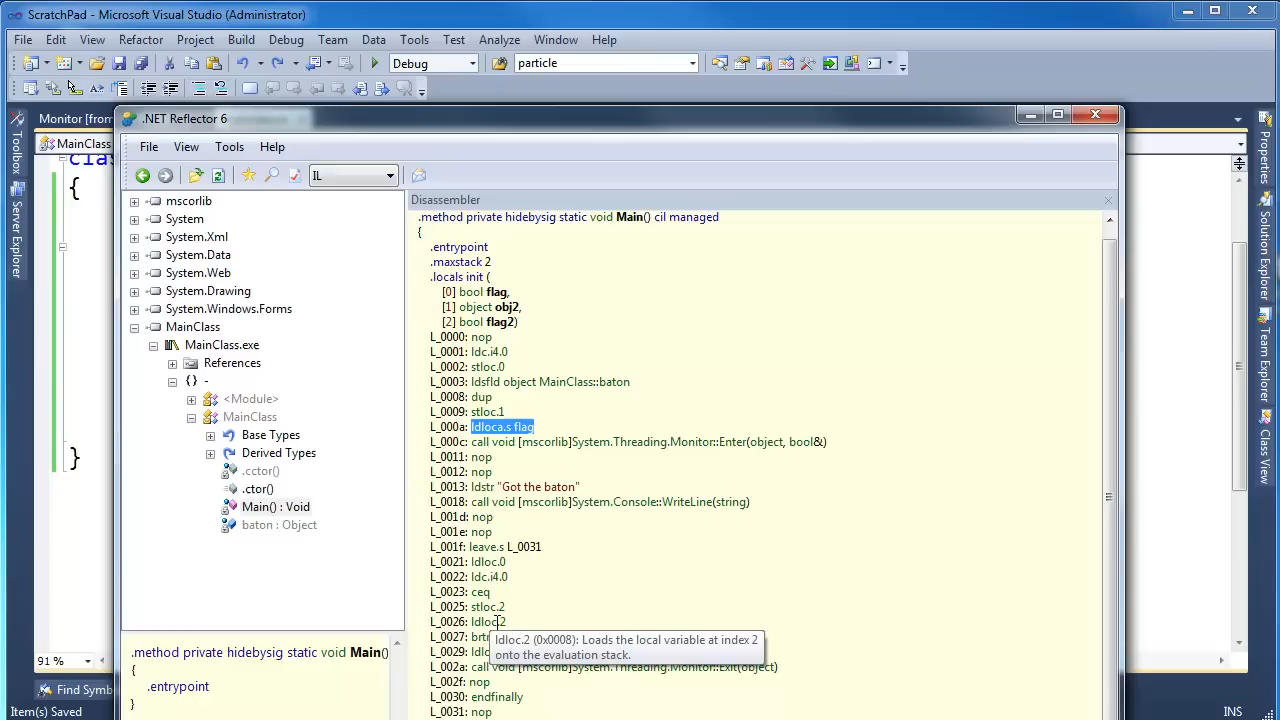 ScratchPad - Microsoft Visual Studio (Administrator)
File Edit View Refactor Project Build Debug Team Data Tools Test Analyze Window Help
Debug particle
Monitor [from
.NET Reflector 6
MainClass
File View Tools Help
IL
Toolbox
Server Explorer
Properties
Solution Explorer
Team Explorer
Class View
clas
{
}
mscorlib
System
System.Xml
System.Data
System.Web
System.Drawing
System.Windows.Forms
MainClass
MainClass.exe
References
{ } -
<Module>
MainClass
Base Types
Derived Types
.cctor()
.ctor()
Main() : Void
baton : Object
.method private hidebysig static void Main()
{
.entrypoint
}
Disassembler
.method private hidebysig static void Main() cil managed
{
.entrypoint
.maxstack 2
.locals init (
[0] bool flag,
[1] object obj2,
[2] bool flag2)
L_0000: nop
L_0001: ldc.i4.0
L_0002: stloc.0
L_0003: ldsfld object MainClass::baton
L_0008: dup
L_0009: stloc.1
L_000a: ldloca.s flag
L_000c: call void [mscorlib]System.Threading.Monitor::Enter(object, bool&)
L_0011: nop
L_0012: nop
L_0013: ldstr "Got the baton"
L_0018: call void [mscorlib]System.Console::WriteLine(string)
L_001d: nop
L_001e: nop
L_001f: leave.s L_0031
L_0021: ldloc.0
L_0022: ldc.i4.0
L_0023: ceq
L_0025: stloc.2
L_0026: ldloc.2
L_0027: brtr
L_0029: ldlc
L_002a: call void [mscorlib]System.Threading.Monitor::Exit(object)
L_002f: nop
L_0030: endfinally
L_0031: nop
ldloc.2 (0x0008): Loads the local variable at index 2
onto the evaluation stack.
91 %
Find Symb
Item(s) Saved
INS